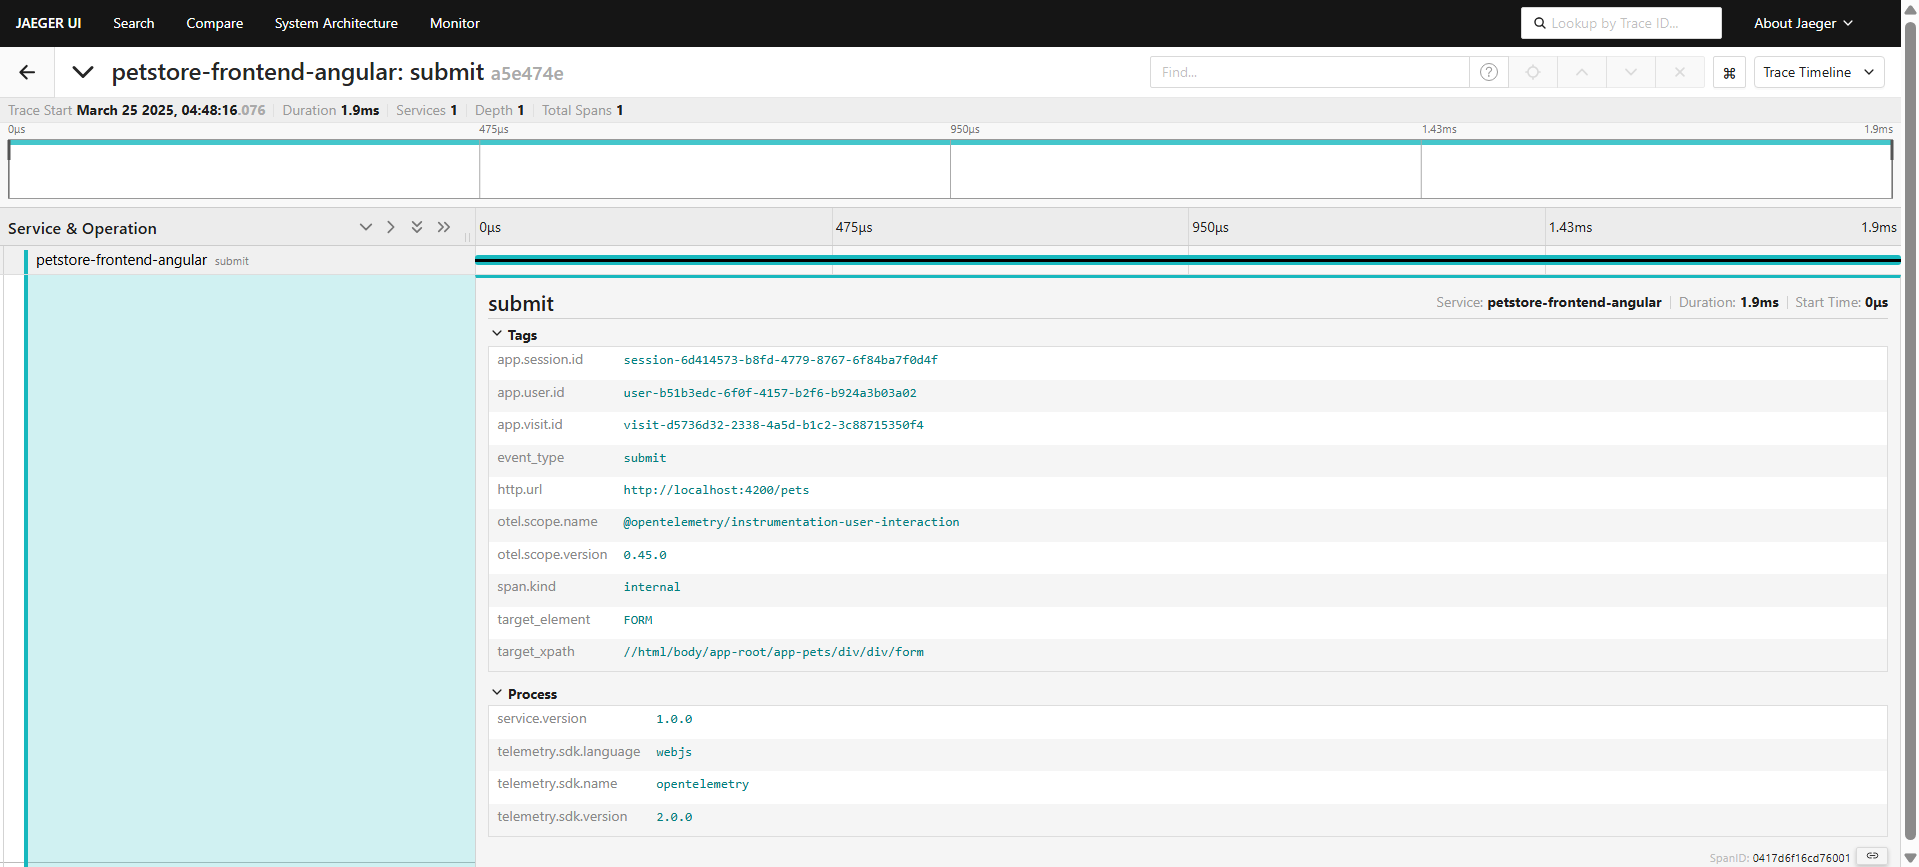 JAEGER UI Search Compare System Architecture Monitor Lookup by Trace ID... About Jaeger
petstore-frontend-angular: submit a5e474e Find... ? ⌘ Trace Timeline
Trace Start March 25 2025, 04:48:16.076 Duration 1.9ms Services 1 Depth 1 Total Spans 1
0μs 475μs 950μs 1.43ms 1.9ms
Service & Operation 0μs 475μs 950μs 1.43ms 1.9ms
petstore-frontend-angular submit
submit Service: petstore-frontend-angular Duration: 1.9ms Start Time: 0μs
Tags
app.session.id session-6d414573-b8fd-4779-8767-6f84ba7f0d4f
app.user.id user-b51b3edc-6f0f-4157-b2f6-b924a3b03a02
app.visit.id visit-d5736d32-2338-4a5d-b1c2-3c88715350f4
event_type submit
http.url http://localhost:4200/pets
otel.scope.name @opentelemetry/instrumentation-user-interaction
otel.scope.version 0.45.0
span.kind internal
target_element FORM
target_xpath //html/body/app-root/app-pets/div/div/form
Process
service.version 1.0.0
telemetry.sdk.language webjs
telemetry.sdk.name opentelemetry
telemetry.sdk.version 2.0.0
SpanID: 0417d6f16cd76001